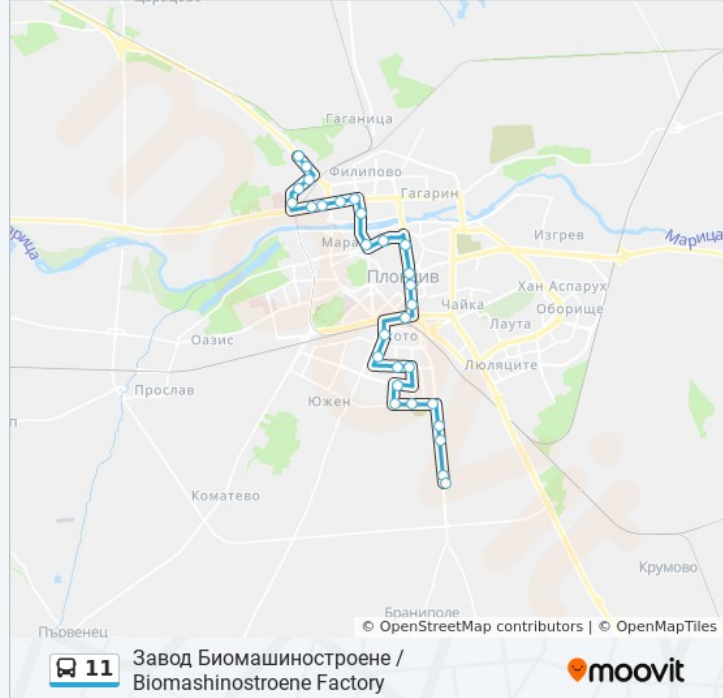 Царацово
Гаганица
Филипово
Гагарин
Марица
Изгрев
Марица
Мара
Пловдив
Хан Аспарух
Чайка
Оборище
Лаута
Оазис
Люляците
Прослав
Южен
Коматево
Крумово
Браниполе
Първенец
© OpenStreetMap contributors | © OpenMapTiles
11 Завод Биомашиностроене /
Biomashinostroene Factory
moovit